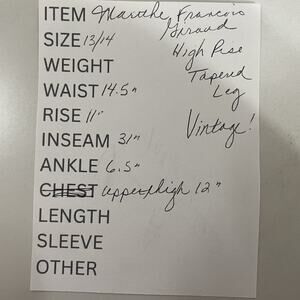 ITEM Marithe Francois
Girbaud
SIZE 13/14
High Rise
WEIGHT
Tapered
WAIST 14.5"
Leg
RISE 11"
Vintage!
INSEAM 31"
ANKLE 6.5"
CHEST upper thigh 12"
LENGTH
SLEEVE
OTHER